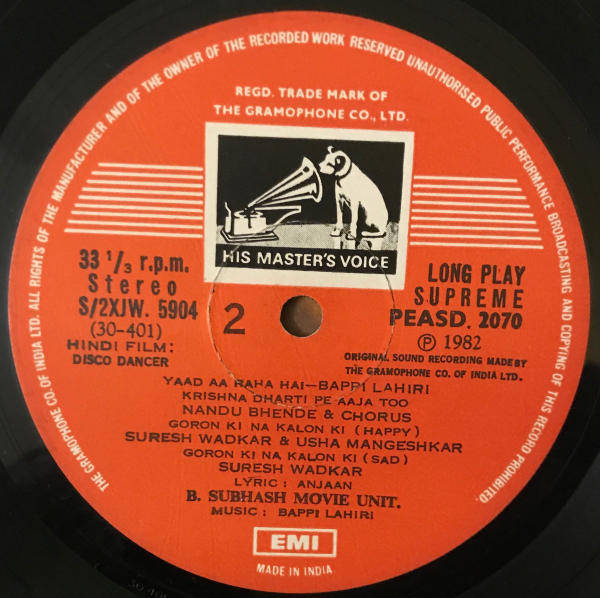 THE GRAMOPHONE CO. OF INDIA LTD. ALL RIGHTS OF THE MANUFACTURER AND OF THE OWNER OF THE RECORDED WORK RESERVED UNAUTHORISED PUBLIC PERFORMANCE BROADCASTING AND COPYING OF THIS RECORD PROHIBITED.
REGD. TRADE MARK OF
THE GRAMOPHONE CO., LTD.
HIS MASTER'S VOICE
33 1/3 r.p.m.
Stereo
S/2XJW. 5904
(30-401)
HINDI FILM:
DISCO DANCER
2
LONG PLAY
SUPREME
PEASD. 2070
℗ 1982
ORIGINAL SOUND RECORDING MADE BY
THE GRAMOPHONE CO. OF INDIA LTD.
YAAD AA RAHA HAI—BAPPI LAHIRI
KRISHNA DHARTI PE AAJA TOO
NANDU BHENDE & CHORUS
GORON KI NA KALON KI (HAPPY)
SURESH WADKAR & USHA MANGESHKAR
GORON KI NA KALON KI (SAD)
SURESH WADKAR
LYRIC: ANJAAN
B. SUBHASH MOVIE UNIT.
MUSIC: BAPPI LAHIRI
EMI
MADE IN INDIA